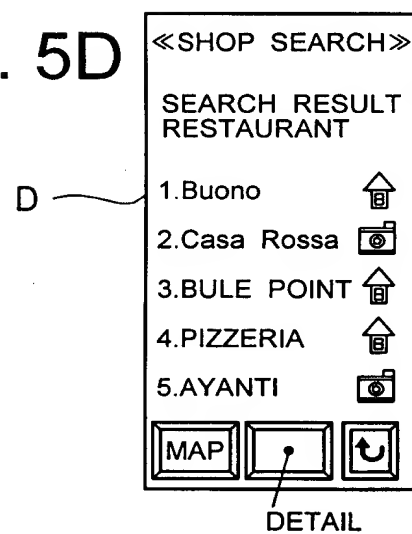 . 5D
≪SHOP SEARCH≫
SEARCH RESULT
RESTAURANT
D
1.Buono
2.Casa Rossa
3.BULE POINT
4.PIZZERIA
5.AYANTI
MAP
DETAIL